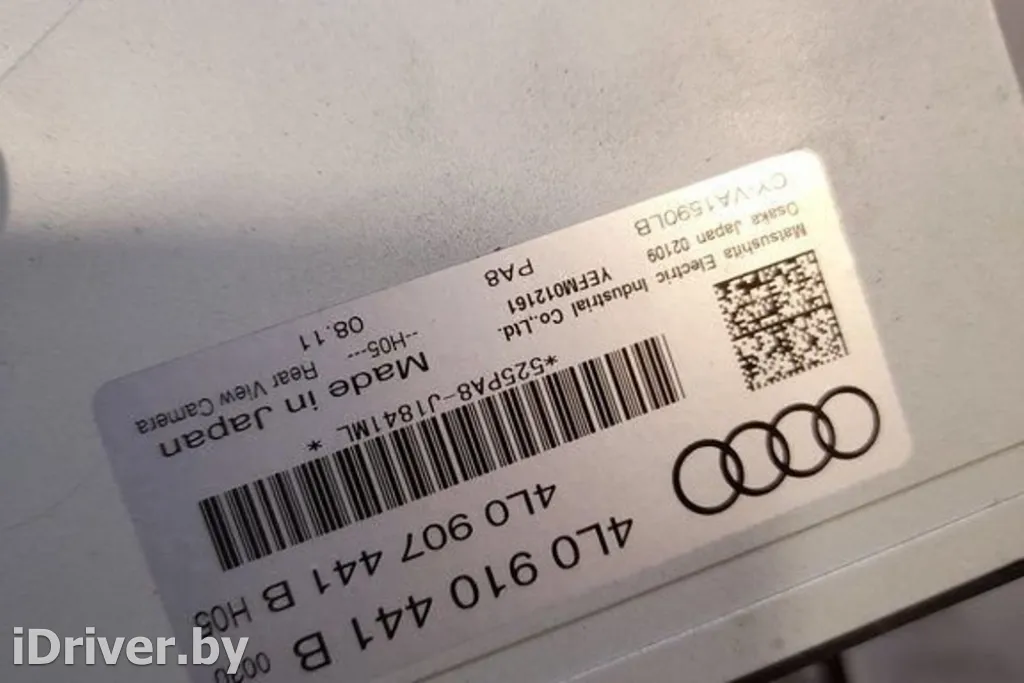 4L0 910 441 B
4L0 907 441 B H05
*525PA8-J1841ML *
Made in Japan
Rear View Camera
--H05---
08.11
Matsushita Electric Industrial Co.,Ltd.
Osaka Japan 02109
YEFM012161
CY-VA1590LB
PA8
iDriver.by